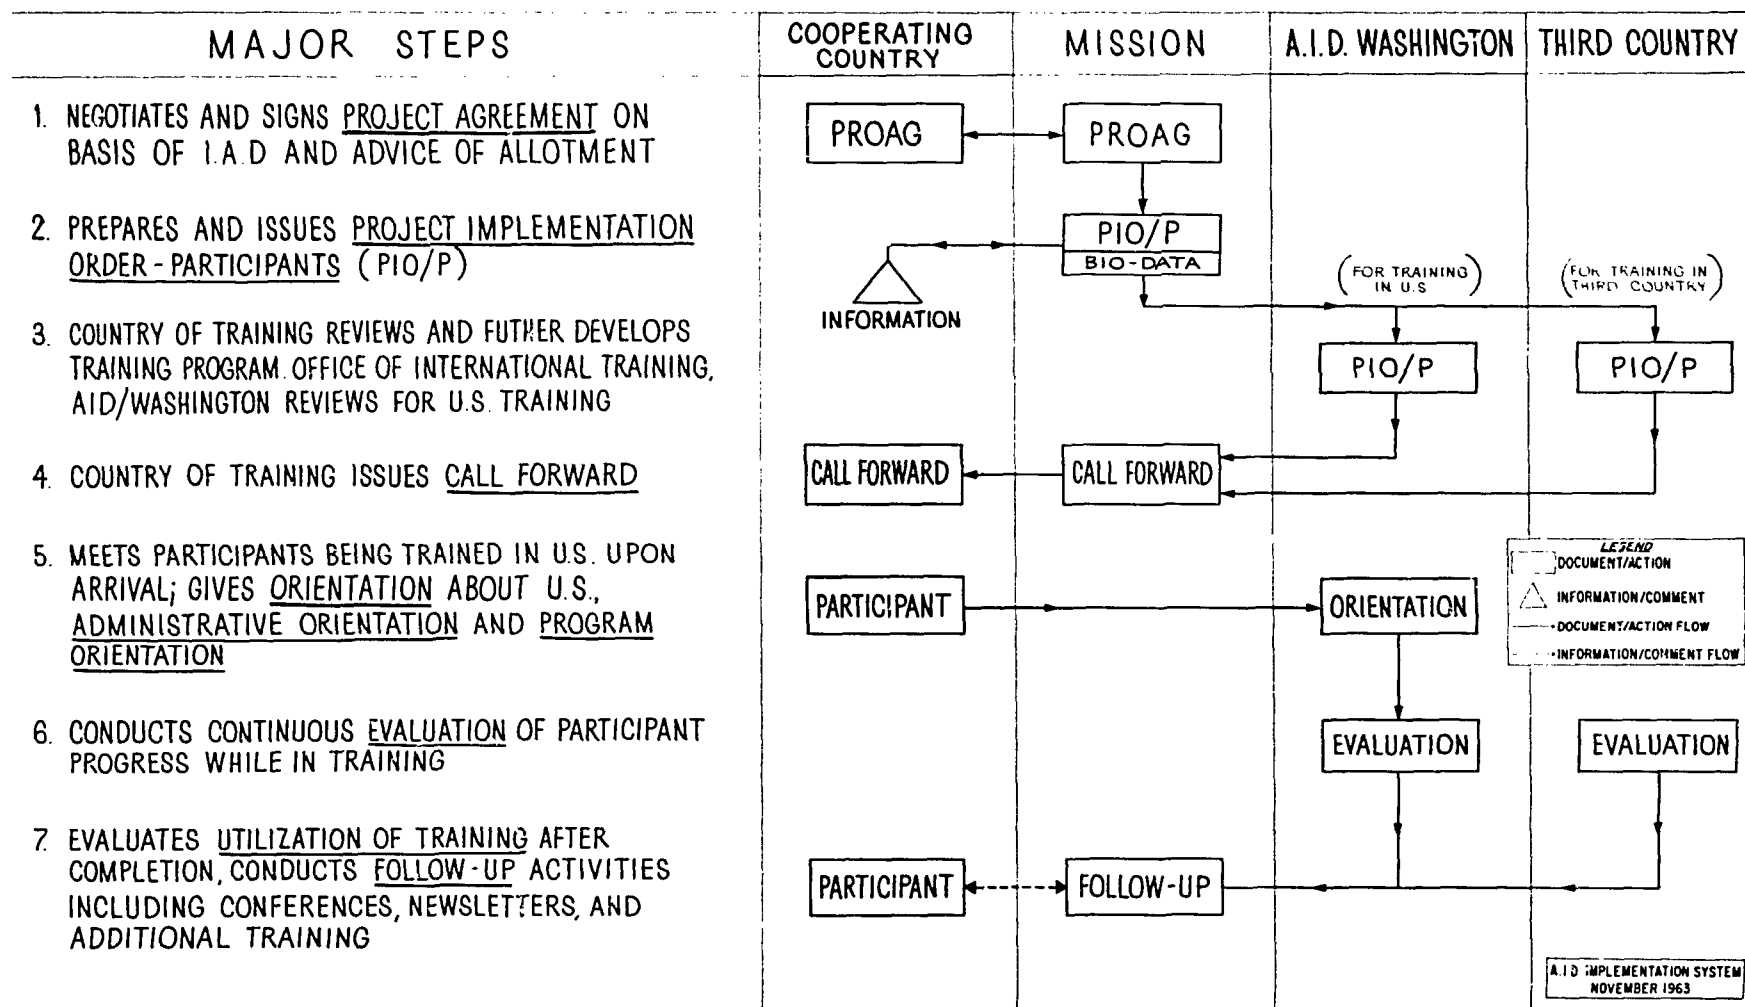 MAJOR STEPS
COOPERATING
COUNTRY
MISSION
A.I.D. WASHINGTON
THIRD COUNTRY
1. NEGOTIATES AND SIGNS PROJECT AGREEMENT ON
BASIS OF I.A.D AND ADVICE OF ALLOTMENT
PROAG
PROAG
2. PREPARES AND ISSUES PROJECT IMPLEMENTATION
ORDER-PARTICIPANTS (PIO/P)
PIO/P
BIO-DATA
INFORMATION
(FOR TRAINING
IN U.S)
(FOR TRAINING IN
THIRD COUNTRY)
3. COUNTRY OF TRAINING REVIEWS AND FUTHER DEVELOPS
TRAINING PROGRAM. OFFICE OF INTERNATIONAL TRAINING,
AID/WASHINGTON REVIEWS FOR U.S. TRAINING
PIO/P
PIO/P
4. COUNTRY OF TRAINING ISSUES CALL FORWARD
CALL FORWARD
CALL FORWARD
5. MEETS PARTICIPANTS BEING TRAINED IN U.S. UPON
ARRIVAL; GIVES ORIENTATION ABOUT U.S.,
ADMINISTRATIVE ORIENTATION AND PROGRAM
ORIENTATION
PARTICIPANT
ORIENTATION
LEGEND
DOCUMENT/ACTION
INFORMATION/COMMENT
DOCUMENT/ACTION FLOW
INFORMATION/COMMENT FLOW
6. CONDUCTS CONTINUOUS EVALUATION OF PARTICIPANT
PROGRESS WHILE IN TRAINING
EVALUATION
EVALUATION
7. EVALUATES UTILIZATION OF TRAINING AFTER
COMPLETION, CONDUCTS FOLLOW-UP ACTIVITIES
INCLUDING CONFERENCES, NEWSLETTERS, AND
ADDITIONAL TRAINING
PARTICIPANT
FOLLOW-UP
A.I.D IMPLEMENTATION SYSTEM
NOVEMBER 1963